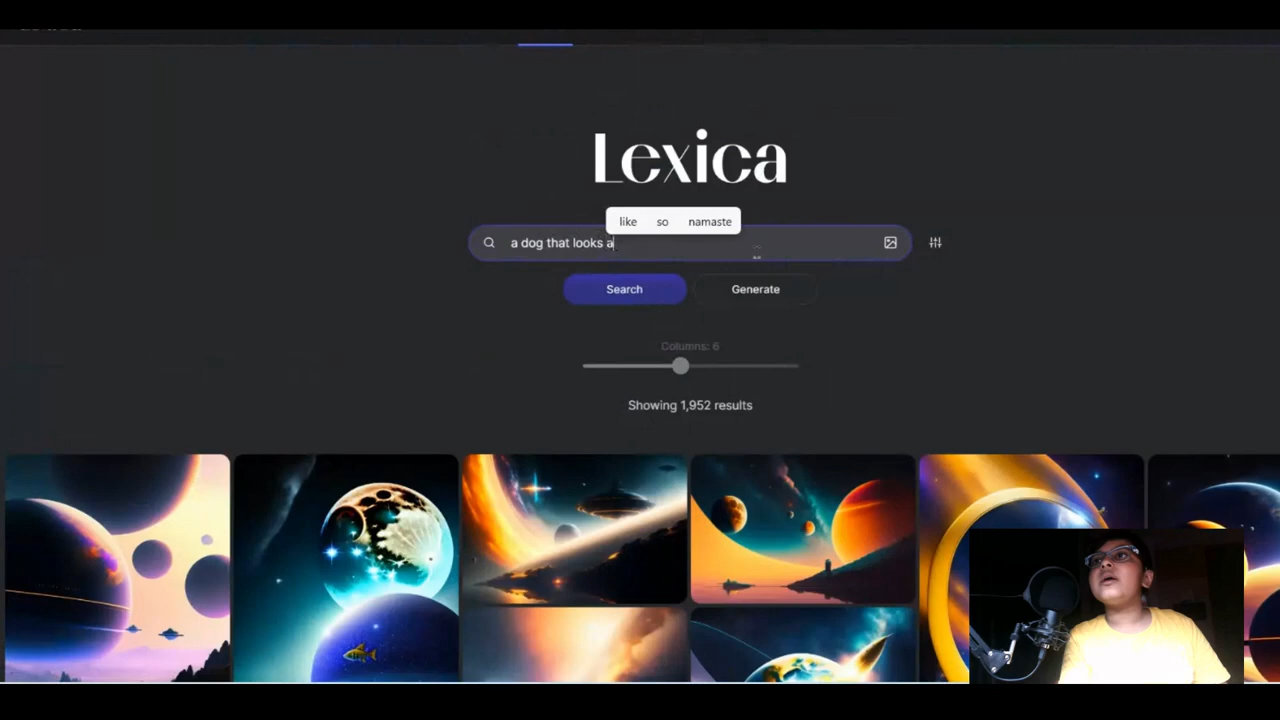 Lexica
like so namaste
a dog that looks a
Search Generate
Columns: 6
Showing 1,952 results